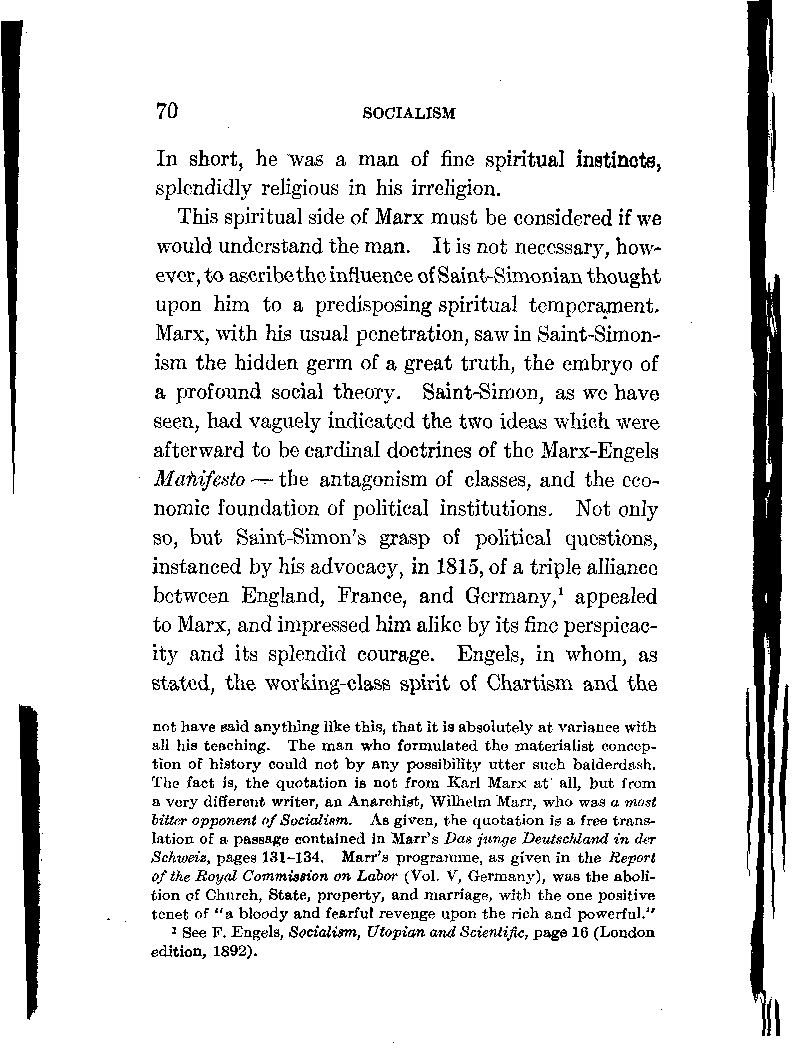 70 SOCIALISM
In short, he was a man of fine spiritual instincts,
splendidly religious in his irreligion.
This spiritual side of Marx must be considered if we
would understand the man. It is not necessary, how-
ever, to ascribe the influence of Saint-Simonian thought
upon him to a predisposing spiritual temperament.
Marx, with his usual penetration, saw in Saint-Simon-
ism the hidden germ of a great truth, the embryo of
a profound social theory. Saint-Simon, as we have
seen, had vaguely indicated the two ideas which were
afterward to be cardinal doctrines of the Marx-Engels
Manifesto — the antagonism of classes, and the eco-
nomic foundation of political institutions. Not only
so, but Saint-Simon's grasp of political questions,
instanced by his advocacy, in 1815, of a triple alliance
between England, France, and Germany,¹ appealed
to Marx, and impressed him alike by its fine perspicac-
ity and its splendid courage. Engels, in whom, as
stated, the working-class spirit of Chartism and the
not have said anything like this, that it is absolutely at variance with
all his teaching. The man who formulated the materialist concep-
tion of history could not by any possibility utter such balderdash.
The fact is, the quotation is not from Karl Marx at all, but from
a very different writer, an Anarchist, Wilhelm Marr, who was a most
bitter opponent of Socialism. As given, the quotation is a free trans-
lation of a passage contained in Marr's Das junge Deutschland in der
Schweiz, pages 131–134. Marr's programme, as given in the Report
of the Royal Commission on Labor (Vol. V, Germany), was the aboli-
tion of Church, State, property, and marriage, with the one positive
tenet of "a bloody and fearful revenge upon the rich and powerful."
¹ See F. Engels, Socialism, Utopian and Scientific, page 16 (London
edition, 1892).